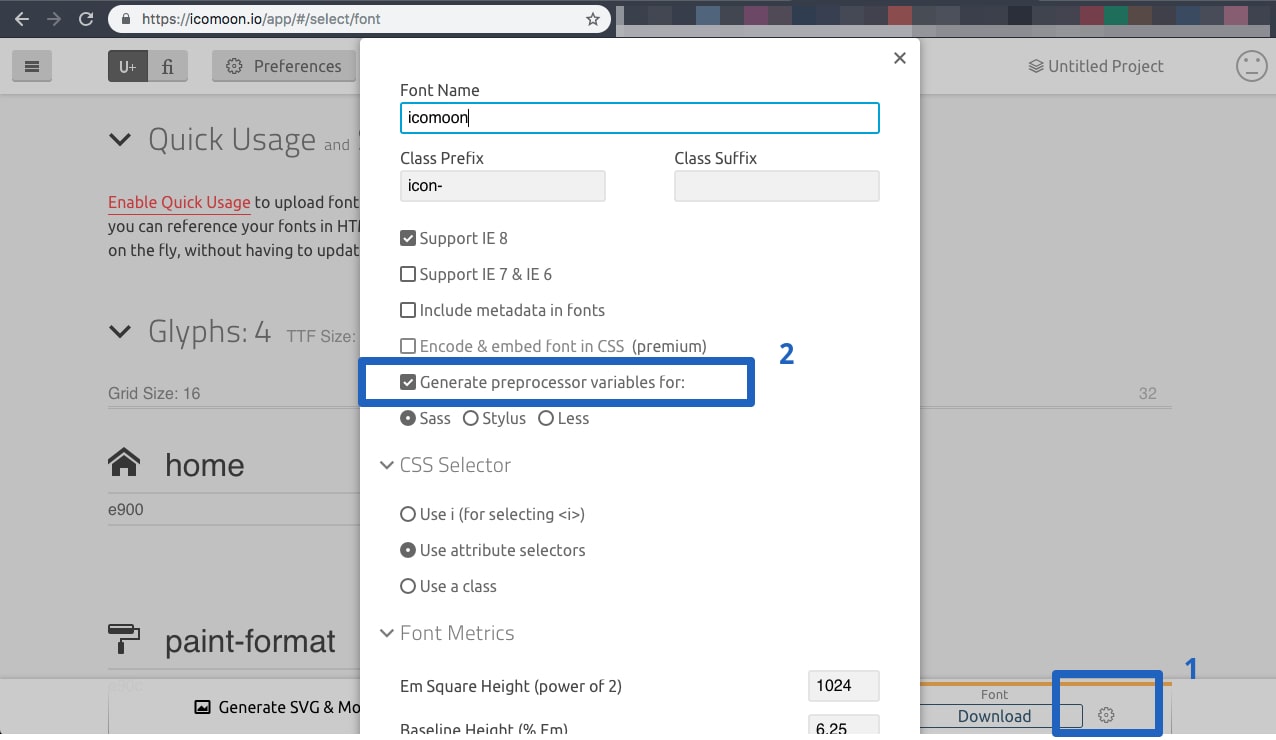 https://icomoon.io/app/#/select/font
U+ fi Preferences Untitled Project
Font Name
icomoon
Quick Usage and
Class Prefix Class Suffix
icon-
Enable Quick Usage to upload font
you can reference your fonts in HTM
on the fly, without having to updat
Support IE 8
Support IE 7 & IE 6
Include metadata in fonts
Glyphs: 4 TTF Size:
Encode & embed font in CSS (premium)
2
Generate preprocessor variables for:
Grid Size: 16 32
Sass Stylus Less
home
CSS Selector
e900
Use i (for selecting <i>)
Use attribute selectors
Use a class
paint-format
Font Metrics
1
Em Square Height (power of 2) 1024
Font
Generate SVG & Mo
Download
Baseline Height (% Em) 6.25